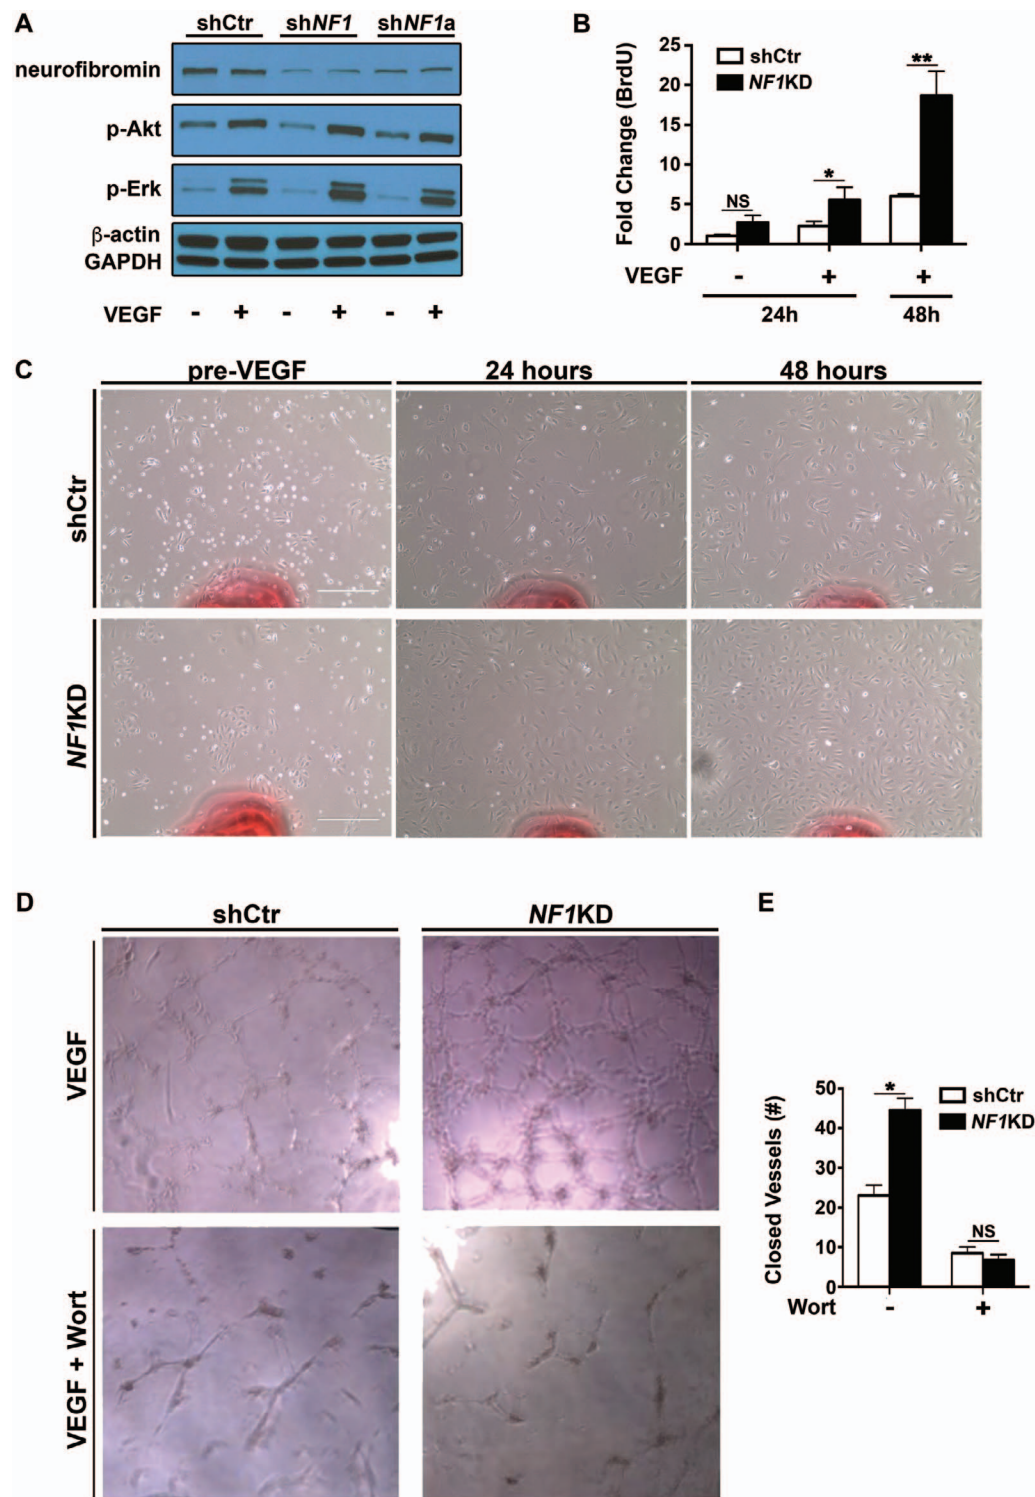 A
shCtr shNF1 shNF1a
neurofibromin
p-Akt
p-Erk
β-actin
GAPDH
VEGF - + - + - +
B
Fold Change (BrdU)
25
20
15
10
5
0
shCtr
NF1KD
NS
*
**
VEGF - + +
24h 48h
C
pre-VEGF 24 hours 48 hours
shCtr
NF1KD
D
shCtr NF1KD
VEGF
VEGF + Wort
E
Closed Vessels (#)
50
40
30
20
10
0
shCtr
NF1KD
*
NS
Wort - +